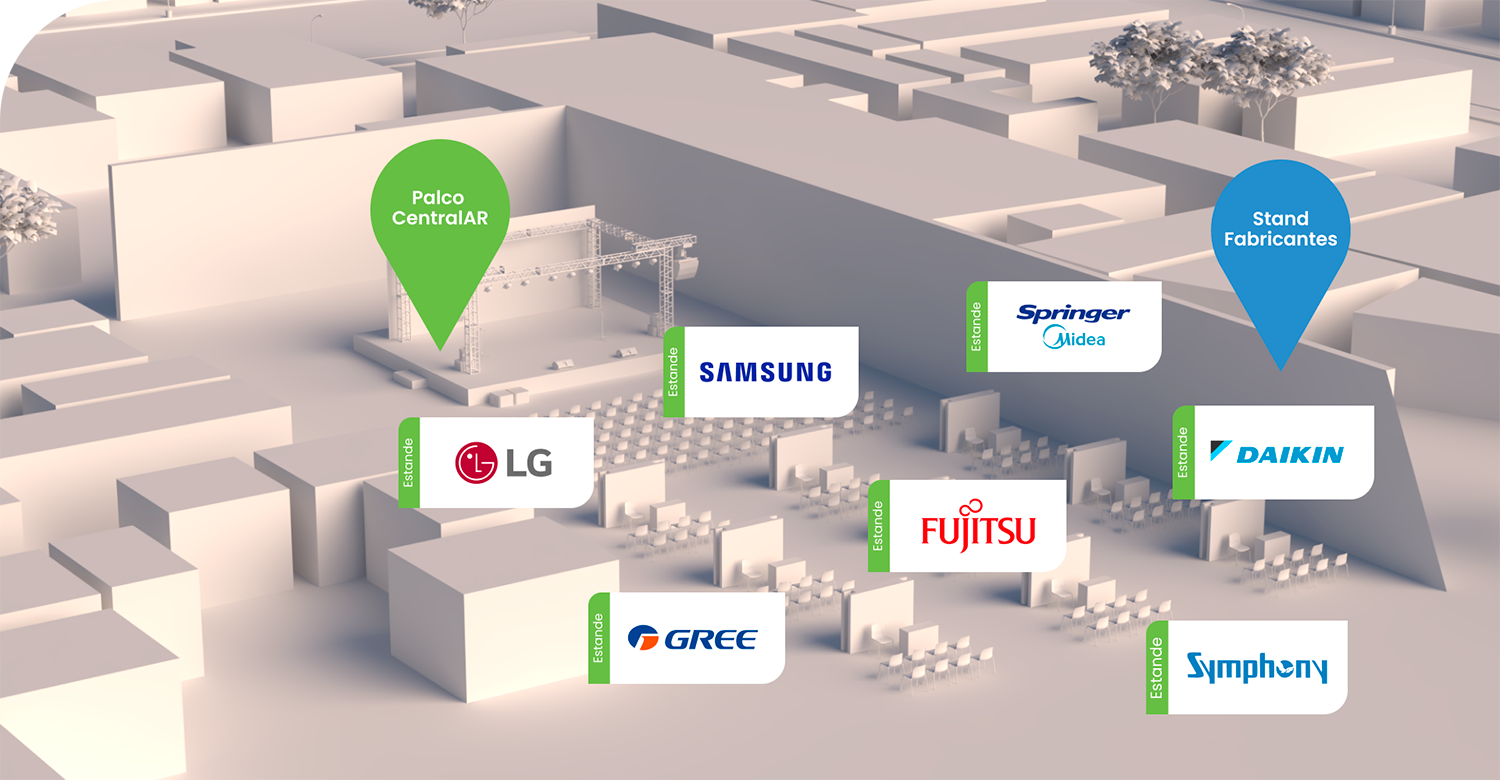 Palco
CentralAR
Stand
Fabricantes
Estande
Springer
Midea
Estande
SAMSUNG
Estande
LG
LG
Estande
DAIKIN
Estande
FUJITSU
Estande
GREE
Estande
Symphony